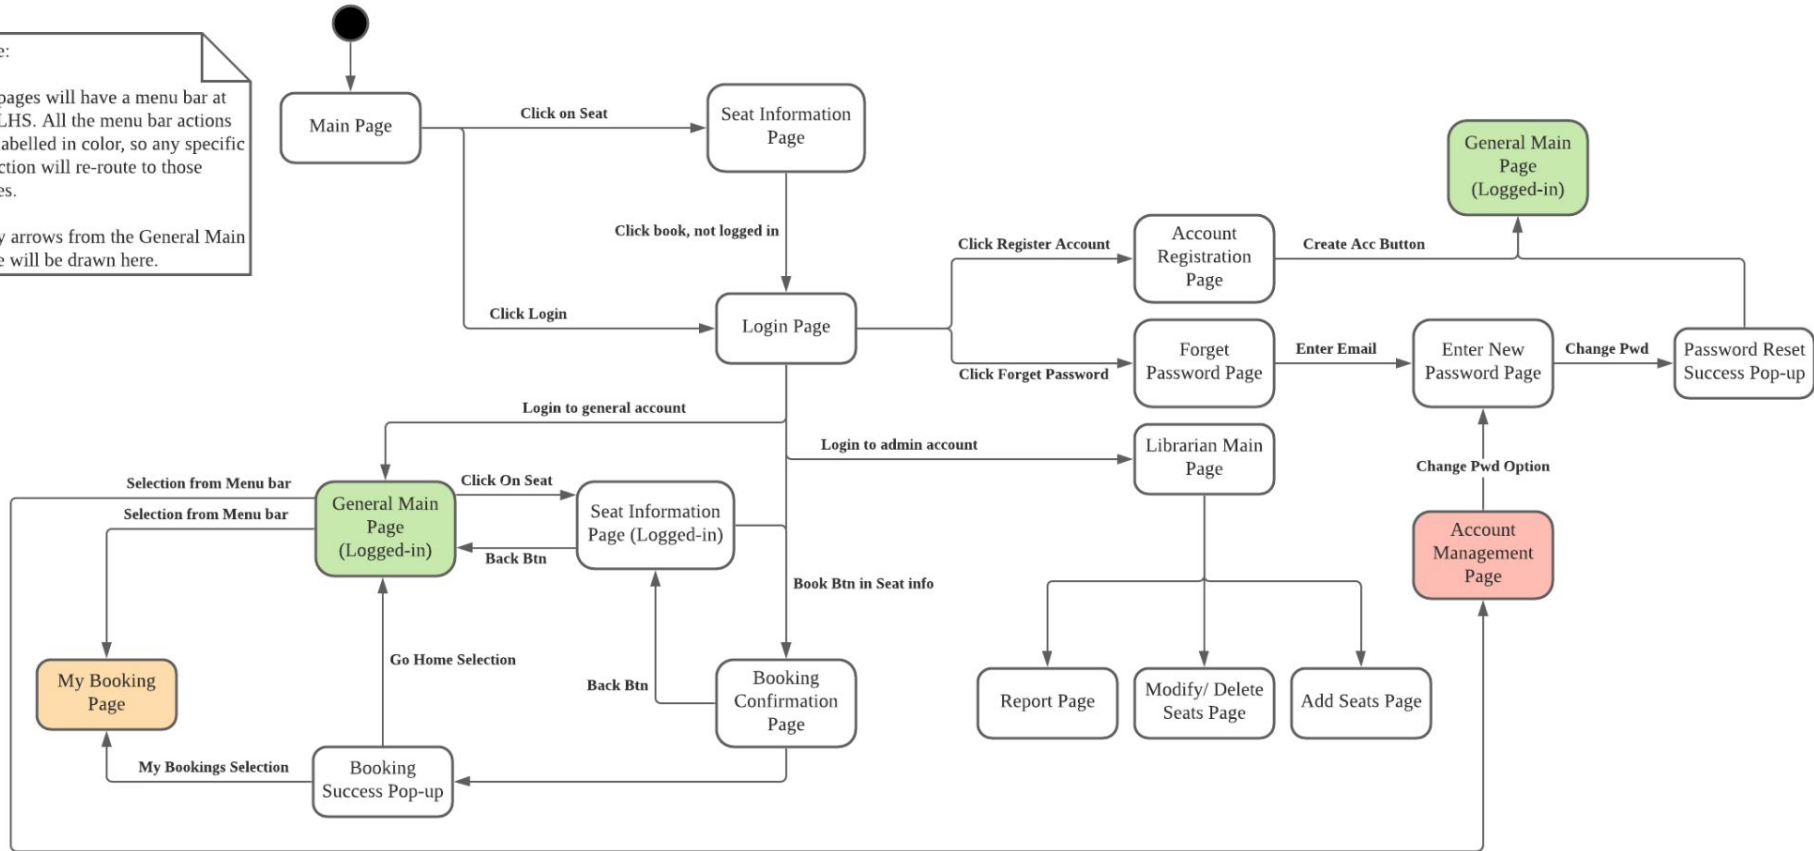 e:
pages will have a menu bar at
LHS. All the menu bar actions
labelled in color, so any specific
ction will re-route to those
es.
y arrows from the General Main
e will be drawn here.
Main Page
Click on Seat
Seat Information
Page
Click book, not logged in
Click Login
Login Page
Click Register Account
Account
Registration
Page
Create Acc Button
General Main
Page
(Logged-in)
Click Forget Password
Forget
Password Page
Enter Email
Enter New
Password Page
Change Pwd
Password Reset
Success Pop-up
Login to general account
Login to admin account
Librarian Main
Page
Change Pwd Option
Account
Management
Page
Selection from Menu bar
Selection from Menu bar
General Main
Page
(Logged-in)
Click On Seat
Back Btn
Seat Information
Page (Logged-in)
Book Btn in Seat info
Go Home Selection
Back Btn
My Booking
Page
Booking
Confirmation
Page
Report Page
Modify/ Delete
Seats Page
Add Seats Page
My Bookings Selection
Booking
Success Pop-up